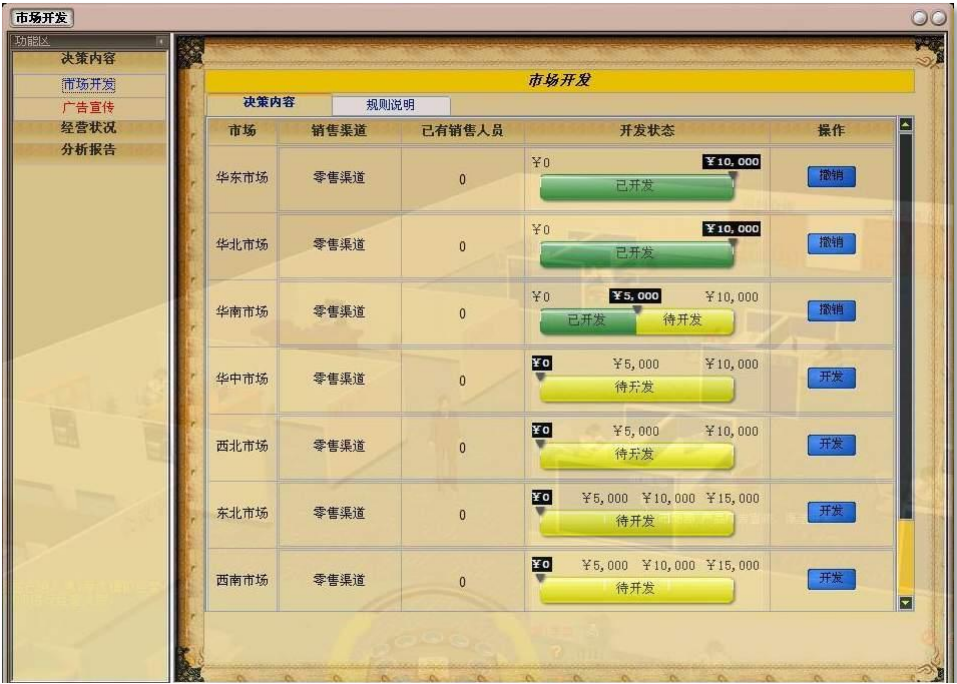 市场开发
功能区
决策内容
市场开发
广告宣传
经营状况
分析报告
市场开发
决策内容 规则说明
市场 销售渠道 已有销售人员 开发状态 操作
¥0 ¥10,000
华东市场 零售渠道 0 已开发 撤销
¥0 ¥10,000
华北市场 零售渠道 0 已开发 撤销
¥0 ¥5,000 ¥10,000
华南市场 零售渠道 0 已开发 待开发 撤销
¥0 ¥5,000 ¥10,000
华中市场 零售渠道 0 待开发 开发
¥0 ¥5,000 ¥10,000
西北市场 零售渠道 0 待开发 开发
¥0 ¥5,000 ¥10,000 ¥15,000
东北市场 零售渠道 0 待开发 开发
¥0 ¥5,000 ¥10,000 ¥15,000
西南市场 零售渠道 0 待开发 开发